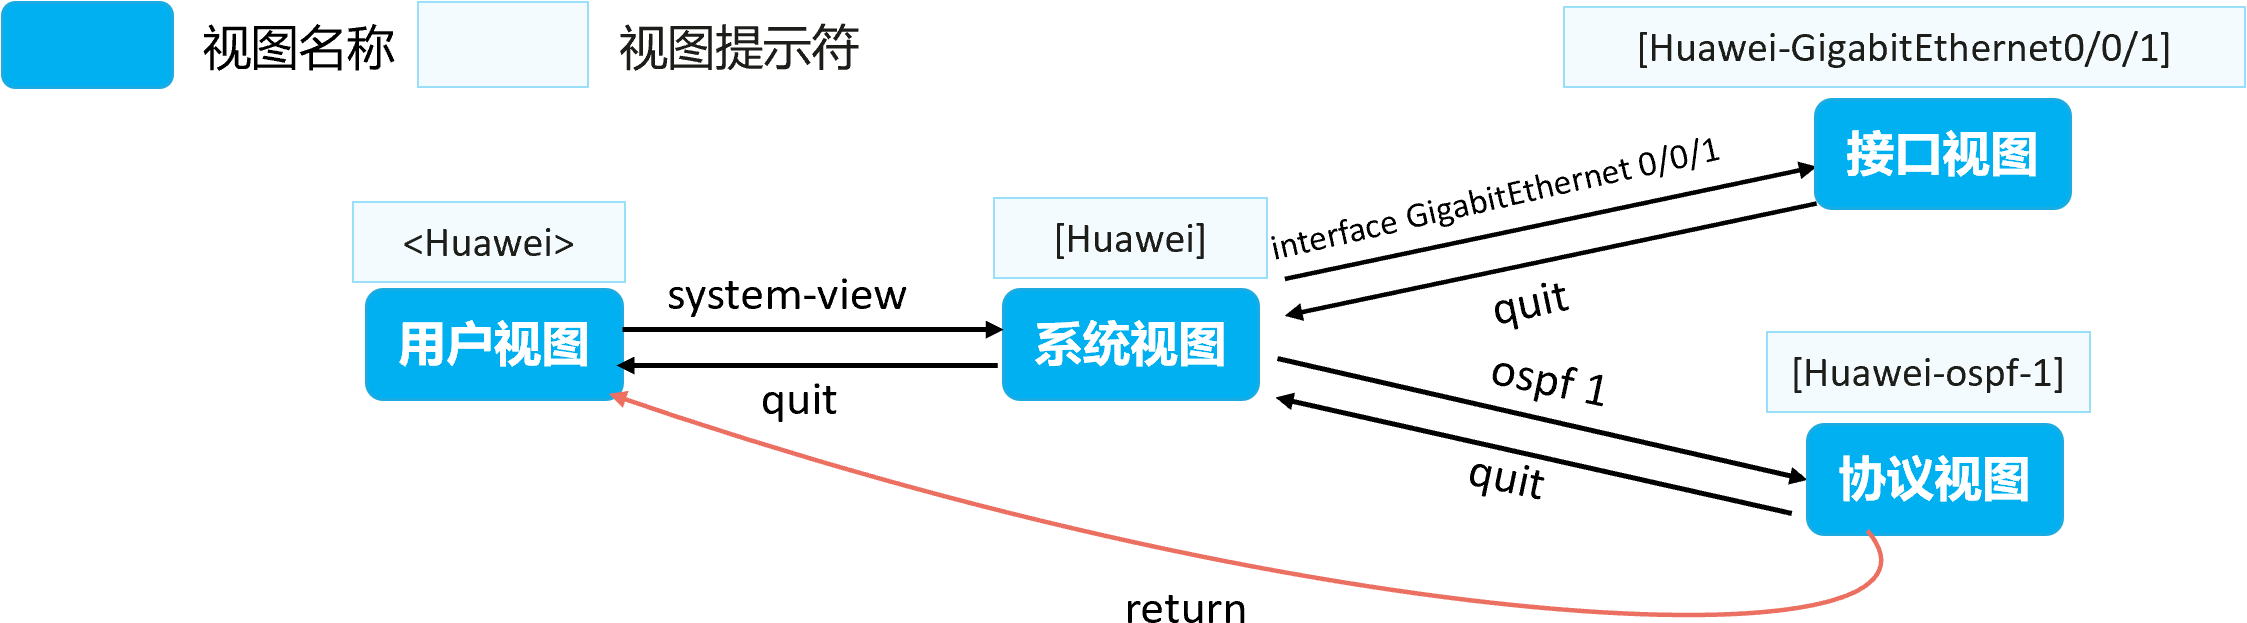 视图名称
视图提示符
[Huawei-GigabitEthernet0/0/1]
接口视图
interface GigabitEthernet 0/0/1
<Huawei>
[Huawei]
system-view
quit
用户视图
系统视图
[Huawei-ospf-1]
ospf 1
quit
quit
协议视图
return